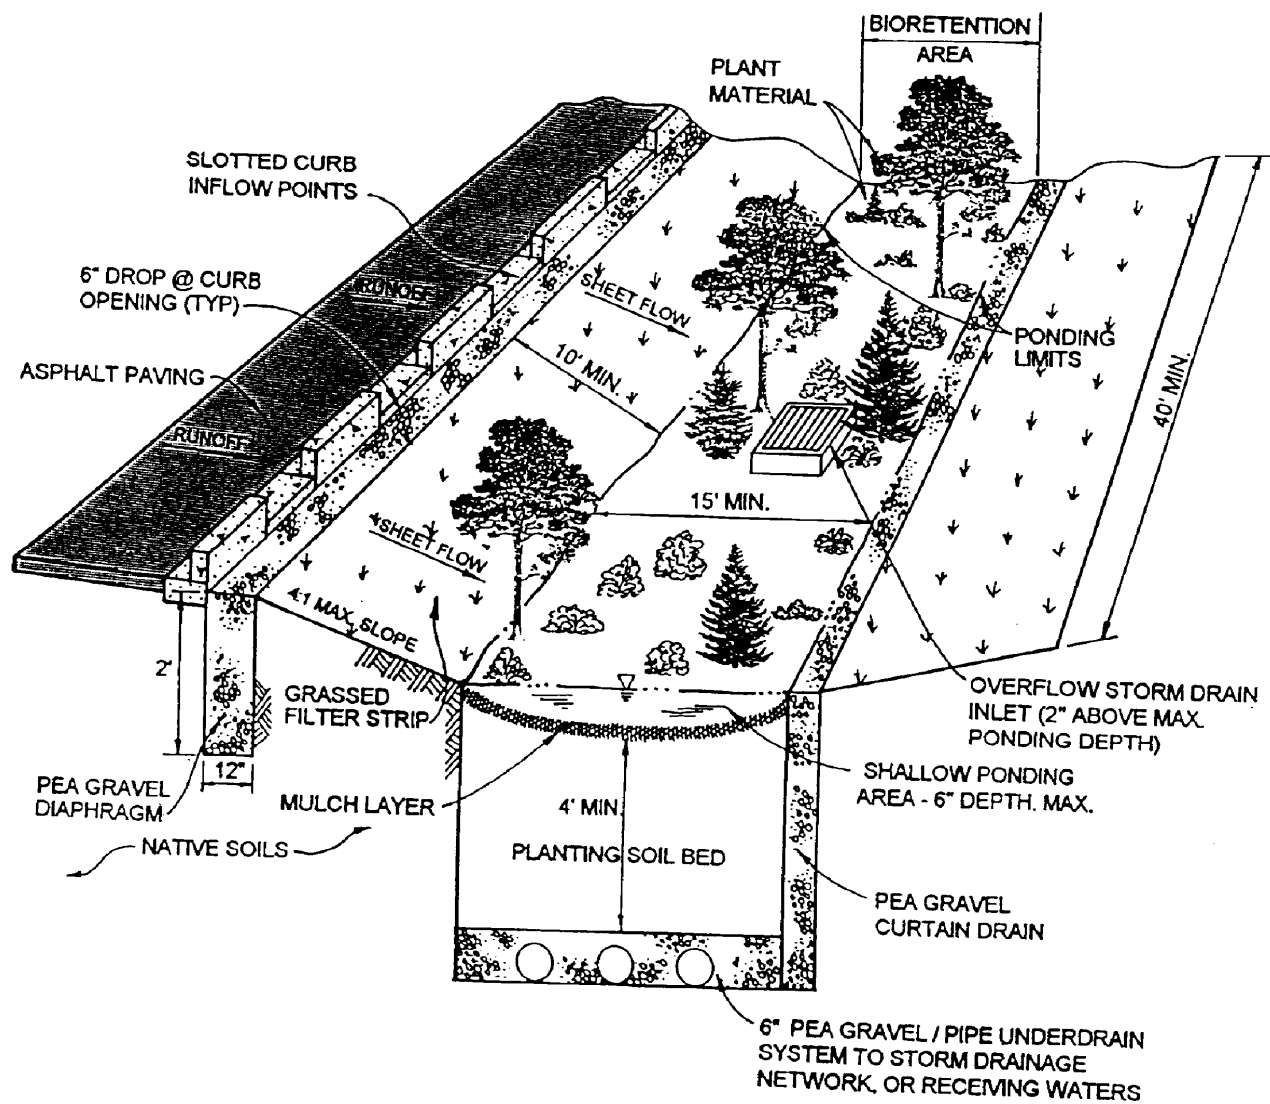 BIORETENTION
AREA
PLANT
MATERIAL
SLOTTED CURB
INFLOW POINTS
6" DROP @ CURB
OPENING (TYP)
RUNOFF
SHEET FLOW
PONDING
LIMITS
ASPHALT PAVING
10' MIN.
40' MIN.
RUNOFF
15' MIN.
SHEET FLOW
4:1 MAX. SLOPE
2'
GRASSED
FILTER STRIP
OVERFLOW STORM DRAIN
INLET (2" ABOVE MAX.
PONDING DEPTH)
12"
PEA GRAVEL
DIAPHRAGM
MULCH LAYER
4' MIN.
SHALLOW PONDING
AREA - 6" DEPTH. MAX.
NATIVE SOILS
PLANTING SOIL BED
PEA GRAVEL
CURTAIN DRAIN
6" PEA GRAVEL / PIPE UNDERDRAIN
SYSTEM TO STORM DRAINAGE
NETWORK, OR RECEIVING WATERS